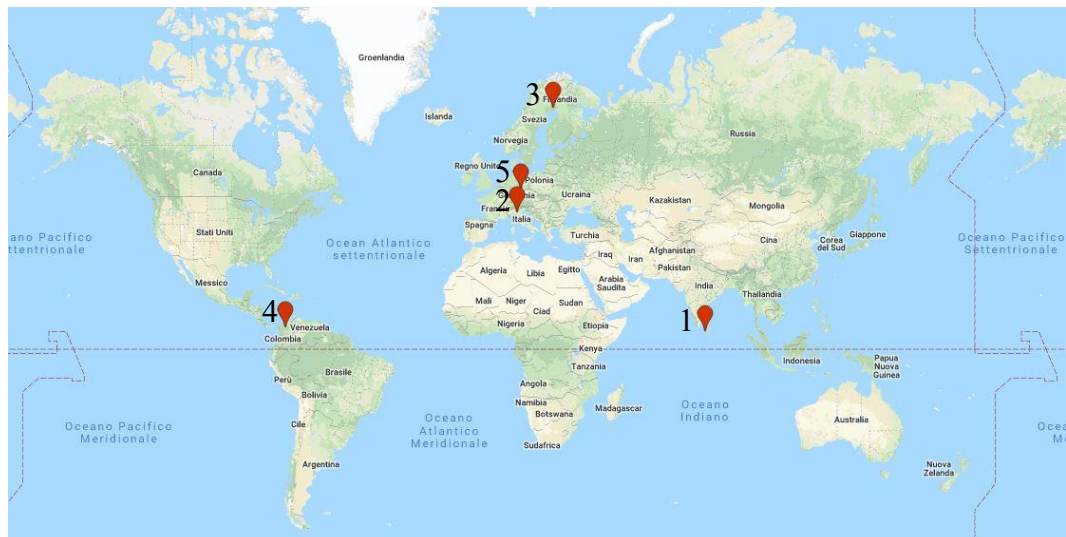 Groenlandia
3
Finlandia
Islanda
Svezia
Russia
Norvegia
Canada
Regno Unito
5
Polonia
Germania
2
Ucraina
Francia
Kazakistan
Mongolia
Italia
Spagna
Stati Uniti
Ocean Atlantico
settentrionale
Turchia
Cina
Corea
del Sud
Giappone
ano Pacifico
ttentrionale
Oceano Pacifico
Settentrionale
Iraq
Iran
Afghanistan
Pakistan
Algeria
Libia
Egitto
Arabia
Saudita
India
Messico
Mali
Niger
Ciad
Sudan
Thailandia
4
1
Venezuela
Nigeria
Etiopia
Colombia
Kenya
Indonesia
Papua
Nuova
Guinea
Tanzania
Brasile
Perù
Angola
Bolivia
Namibia
Botswana
Madagascar
Oceano
Indiano
Oceano Pacifico
Meridionale
Oceano
Atlantico
Meridionale
Australia
Cile
Ocea
M
Sudafrica
Argentina
Nuova
Zelanda